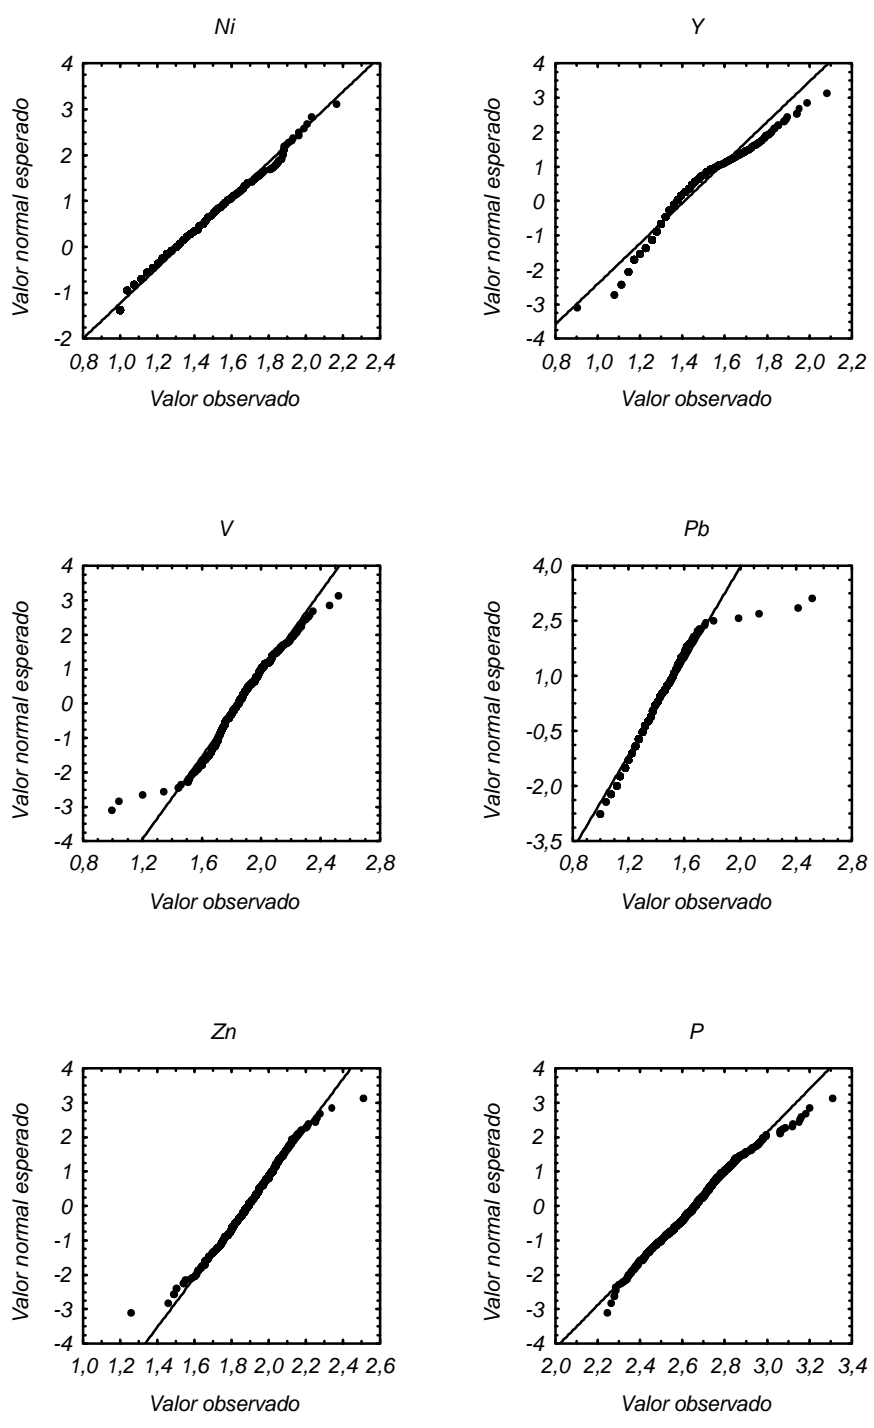 Ni
Valor normal esperado
4
3
2
1
0
-1
-2
0,8 1,0 1,2 1,4 1,6 1,8 2,0 2,2 2,4
Valor observado
Y
Valor normal esperado
4
3
2
1
0
-1
-2
-3
-4
0,8 1,0 1,2 1,4 1,6 1,8 2,0 2,2
Valor observado
V
Valor normal esperado
4
3
2
1
0
-1
-2
-3
-4
0,8 1,2 1,6 2,0 2,4 2,8
Valor observado
Pb
Valor normal esperado
4,0
2,5
1,0
-0,5
-2,0
-3,5
0,8 1,2 1,6 2,0 2,4 2,8
Valor observado
Zn
Valor normal esperado
4
3
2
1
0
-1
-2
-3
-4
1,0 1,2 1,4 1,6 1,8 2,0 2,2 2,4 2,6
Valor observado
P
Valor normal esperado
4
3
2
1
0
-1
-2
-3
-4
2,0 2,2 2,4 2,6 2,8 3,0 3,2 3,4
Valor observado